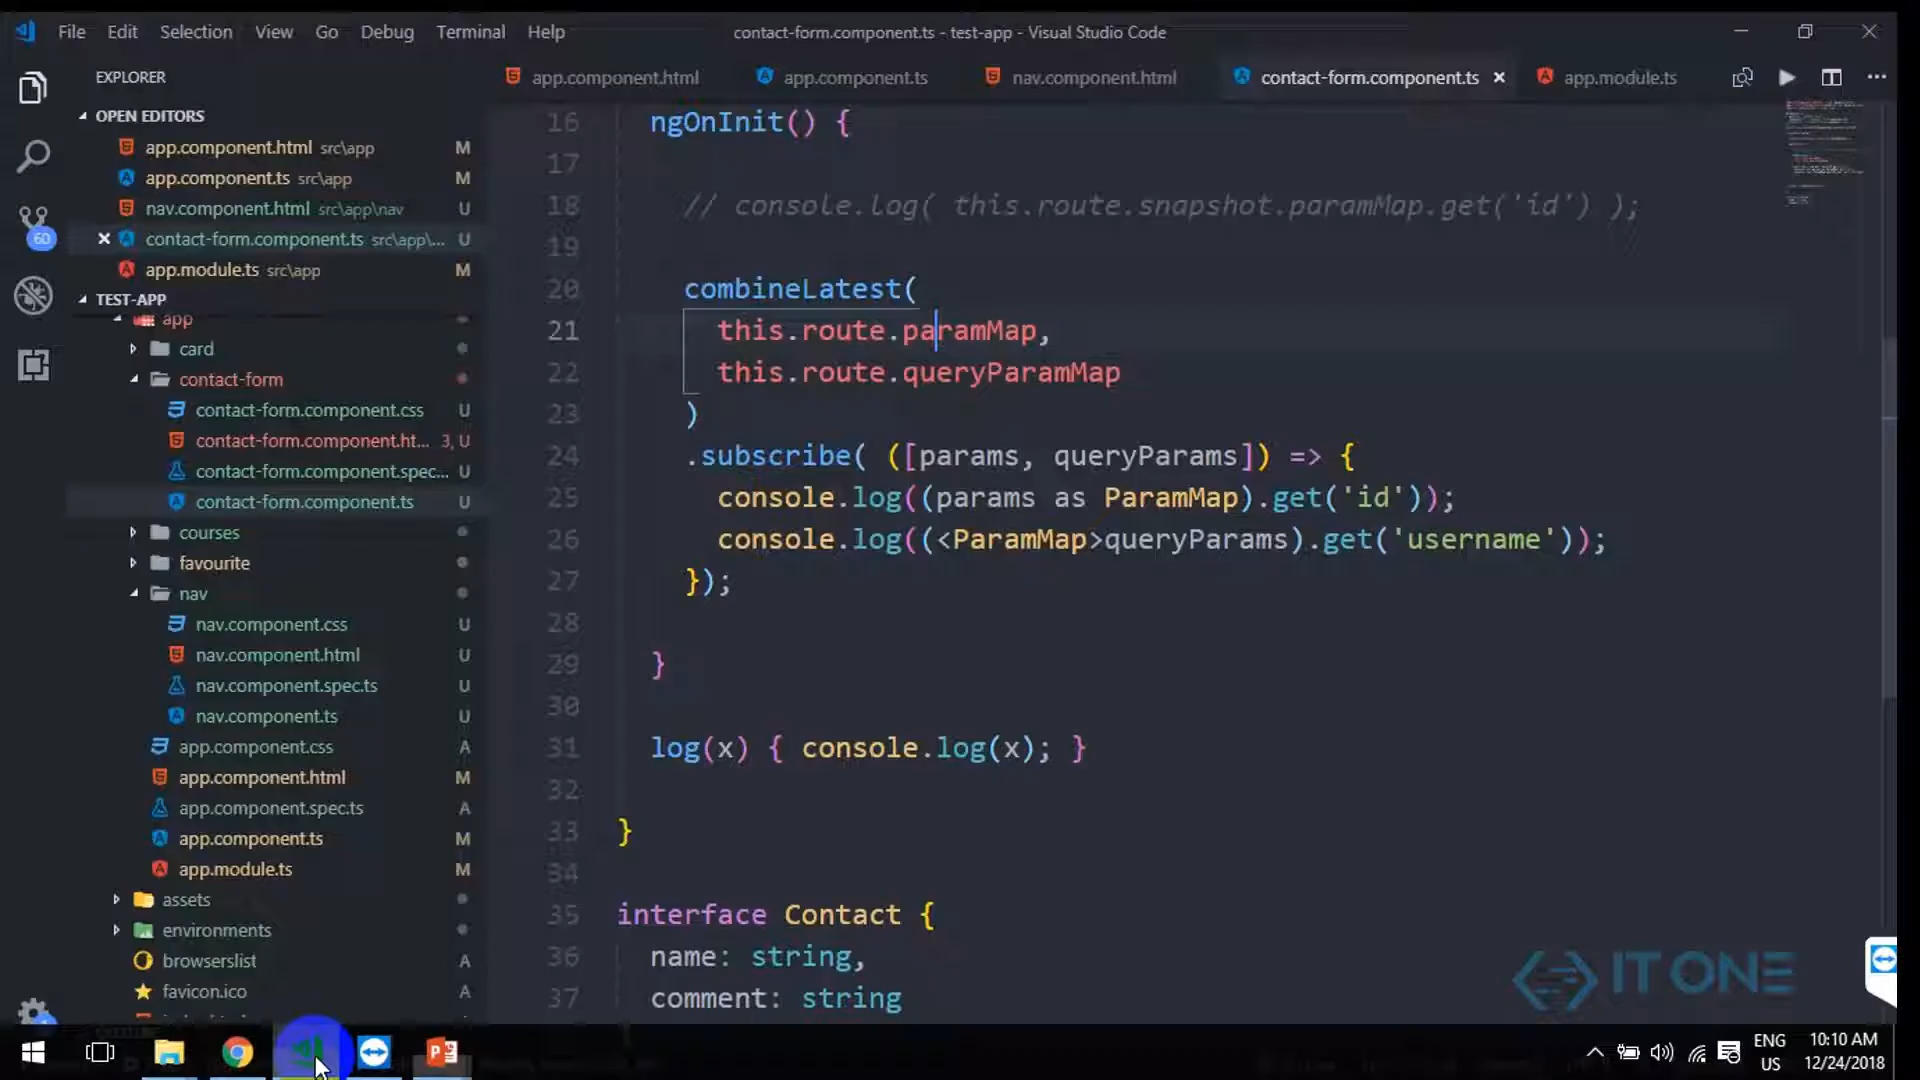 File Edit Selection View Go Debug Terminal Help
contact-form.component.ts - test-app - Visual Studio Code
EXPLORER
app.component.html
app.component.ts
nav.component.html
contact-form.component.ts
app.module.ts
OPEN EDITORS
app.component.html src\app M
app.component.ts src\app M
nav.component.html src\app\nav U
contact-form.component.ts src\app\... U
app.module.ts src\app M
TEST-APP
app
card
contact-form
contact-form.component.css U
contact-form.component.ht... 3, U
contact-form.component.spec... U
contact-form.component.ts U
courses
favourite
nav
nav.component.css U
nav.component.html U
nav.component.spec.ts U
nav.component.ts U
app.component.css A
app.component.html M
app.component.spec.ts A
app.component.ts M
app.module.ts M
assets
environments
browserslist A
favicon.ico A
60
16 ngOnInit() {
17
18 // console.log( this.route.snapshot.paramMap.get('id') );
19
20 combineLatest(
21 this.route.paramMap,
22 this.route.queryParamMap
23 )
24 .subscribe( ([params, queryParams]) => {
25 console.log((params as ParamMap).get('id'));
26 console.log((<ParamMap>queryParams).get('username'));
27 });
28
29 }
30
31 log(x) { console.log(x); }
32
33 }
34
35 interface Contact {
36 name: string,
37 comment: string
IT ONE
ENG
US
10:10 AM
12/24/2018